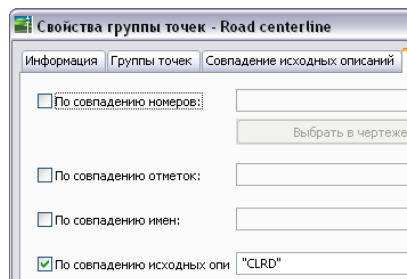 Свойства группы точек - Road centerline
Информация Группы точек Совпадение исходных описаний
По совпадению номеров:
Выбрать в чертеже
По совпадению отметок:
По совпадению имен:
По совпадению исходных опи "CLRD"